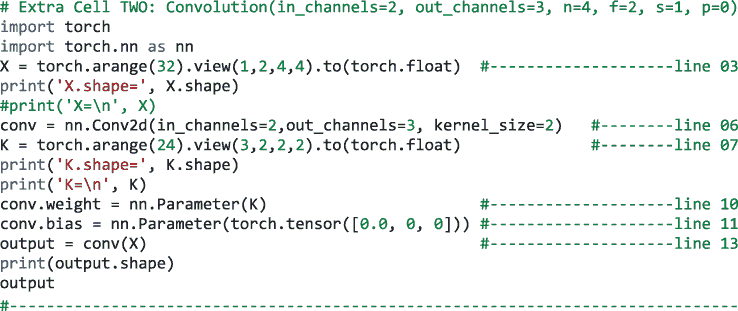 # Extra Cell TWO: Convolution(in_channels=2, out_channels=3, n=4, f=2, s=1, p=0)
import torch
import torch.nn as nn
X = torch.arange(32).view(1,2,4,4).to(torch.float)  #--------------------line 03
print('X.shape=', X.shape)
#print('X=\n', X)
conv = nn.Conv2d(in_channels=2,out_channels=3, kernel_size=2)   #--------line 06
K = torch.arange(24).view(3,2,2,2).to(torch.float)              #--------line 07
print('K.shape=', K.shape)
print('K=\n', K)
conv.weight = nn.Parameter(K)                       #--------------------line 10
conv.bias = nn.Parameter(torch.tensor([0.0, 0, 0])) #--------------------line 11
output = conv(X)                                    #--------------------line 13
print(output.shape)
output
#-------------------------------------------------------------------------------